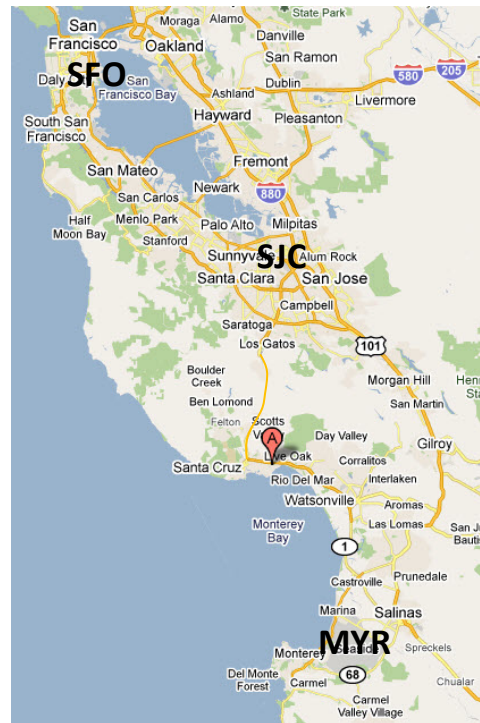 San
Francisco
Oakland
Moraga
Alamo
Danville
San Ramon
SFO
Daly
San
Francisco Bay
Ashland
Dublin
580
205
Livermore
Hayward
Pleasanton
South San
Francisco
Fremont
San Mateo
Newark
880
San Carlos
Half
Moon Bay
Menlo Park
Palo Alto
Milpitas
Stanford
Sunnyvale
SJC
Alum Rock
Santa Clara
San Jose
Campbell
Saratoga
Los Gatos
101
Boulder
Creek
Morgan Hill
Ben Lomond
San Martin
Felton
Scotts
A
Day Valley
Gilroy
Live Oak
Corralitos
Santa Cruz
Rio Del Mar
Interlaken
Watsonville
Aromas
Monterey
Bay
Las Lomas
San Ju
Bautis
1
Castroville
Prunedale
Marina
Salinas
MYR
Seaside
Monterey
Spreckels
Del Monte
Forest
68
Carmel
Chualar
Carmel
Valley Village